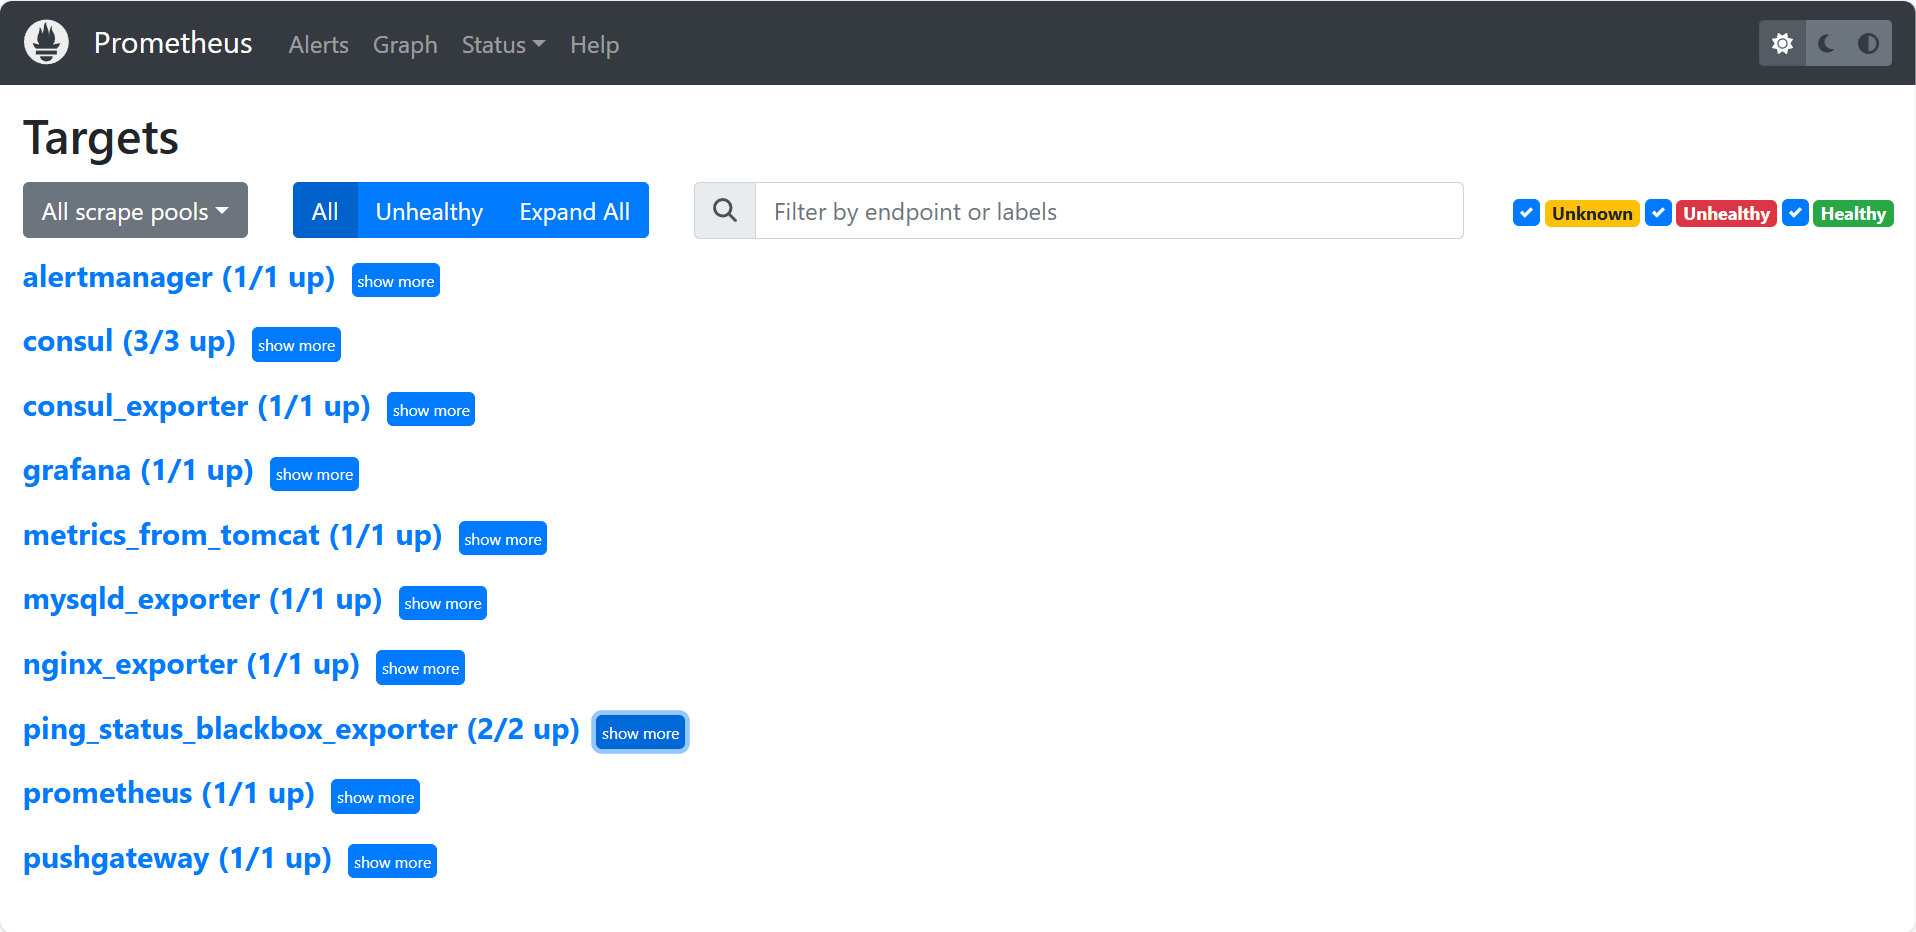 Prometheus Alerts Graph Status Help
Targets
All scrape pools All Unhealthy Expand All Filter by endpoint or labels Unknown Unhealthy Healthy
alertmanager (1/1 up) show more
consul (3/3 up) show more
consul_exporter (1/1 up) show more
grafana (1/1 up) show more
metrics_from_tomcat (1/1 up) show more
mysqld_exporter (1/1 up) show more
nginx_exporter (1/1 up) show more
ping_status_blackbox_exporter (2/2 up) show more
prometheus (1/1 up) show more
pushgateway (1/1 up) show more